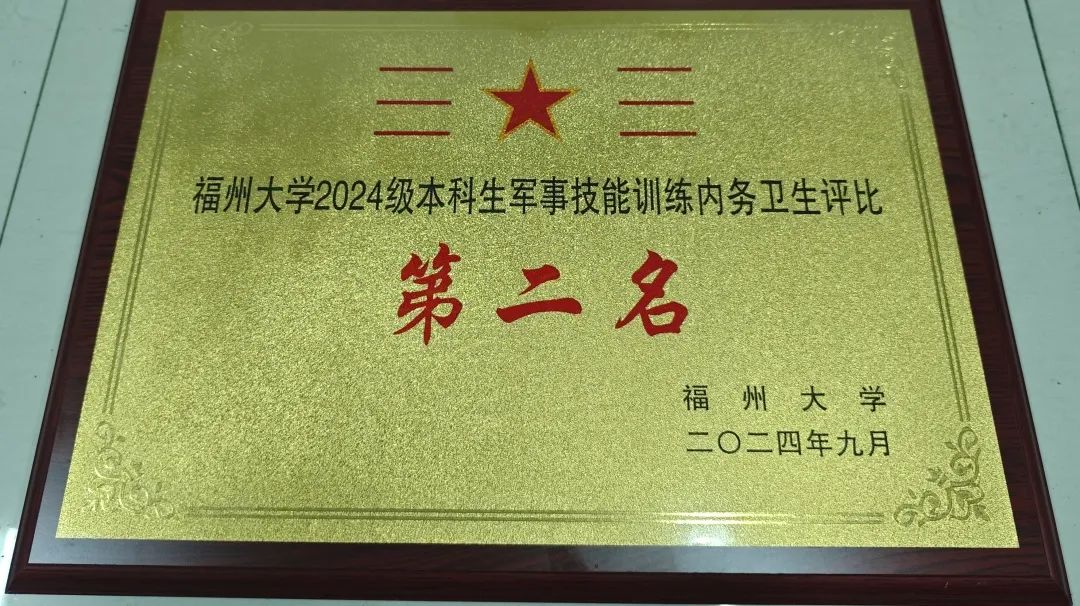 福州大学2024级本科生军事技能训练内务卫生评比
第二名
福州大学
二〇二四年九月